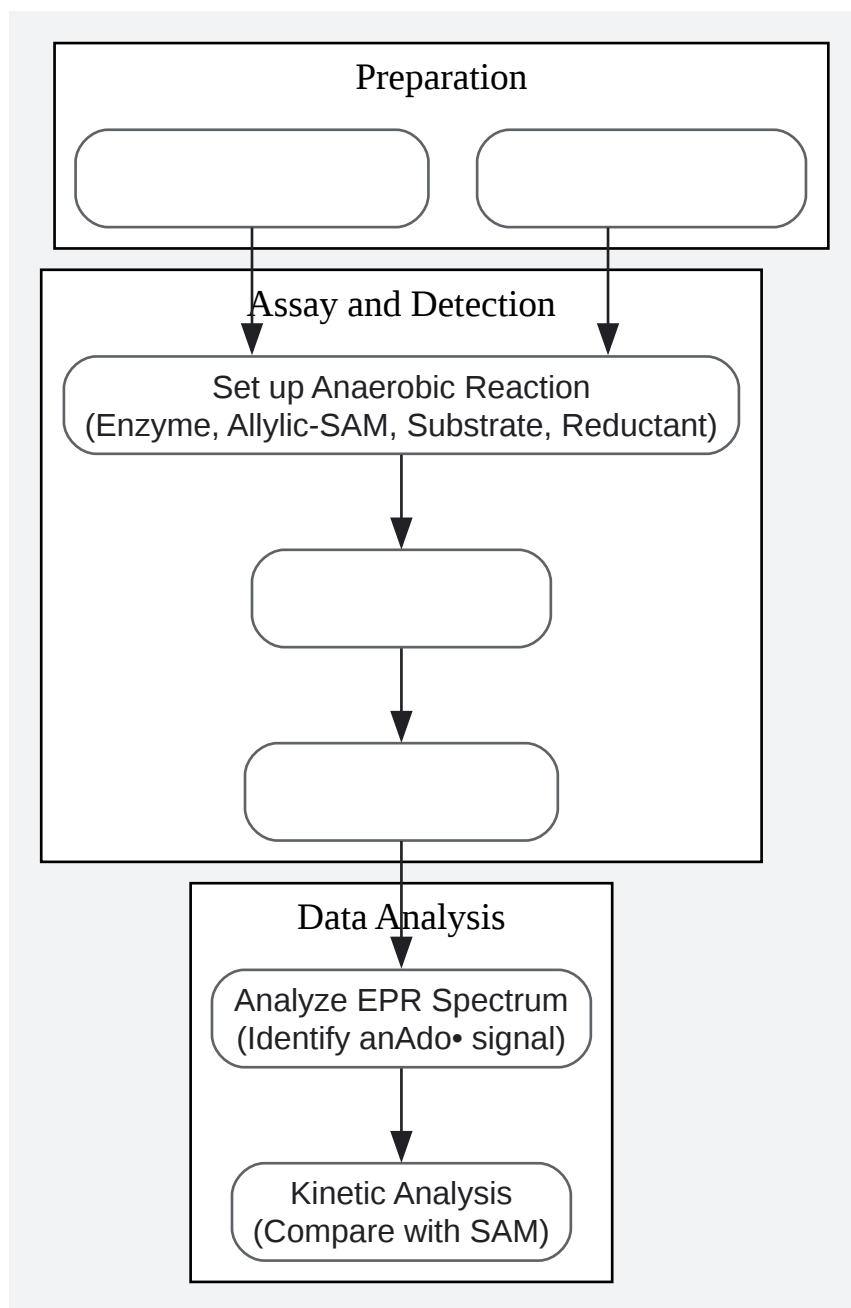 Preparation
Assay and Detection
Set up Anaerobic Reaction
(Enzyme, Allylic-SAM, Substrate, Reductant)
Data Analysis
Analyze EPR Spectrum
(Identify anAdo• signal)
Kinetic Analysis
(Compare with SAM)